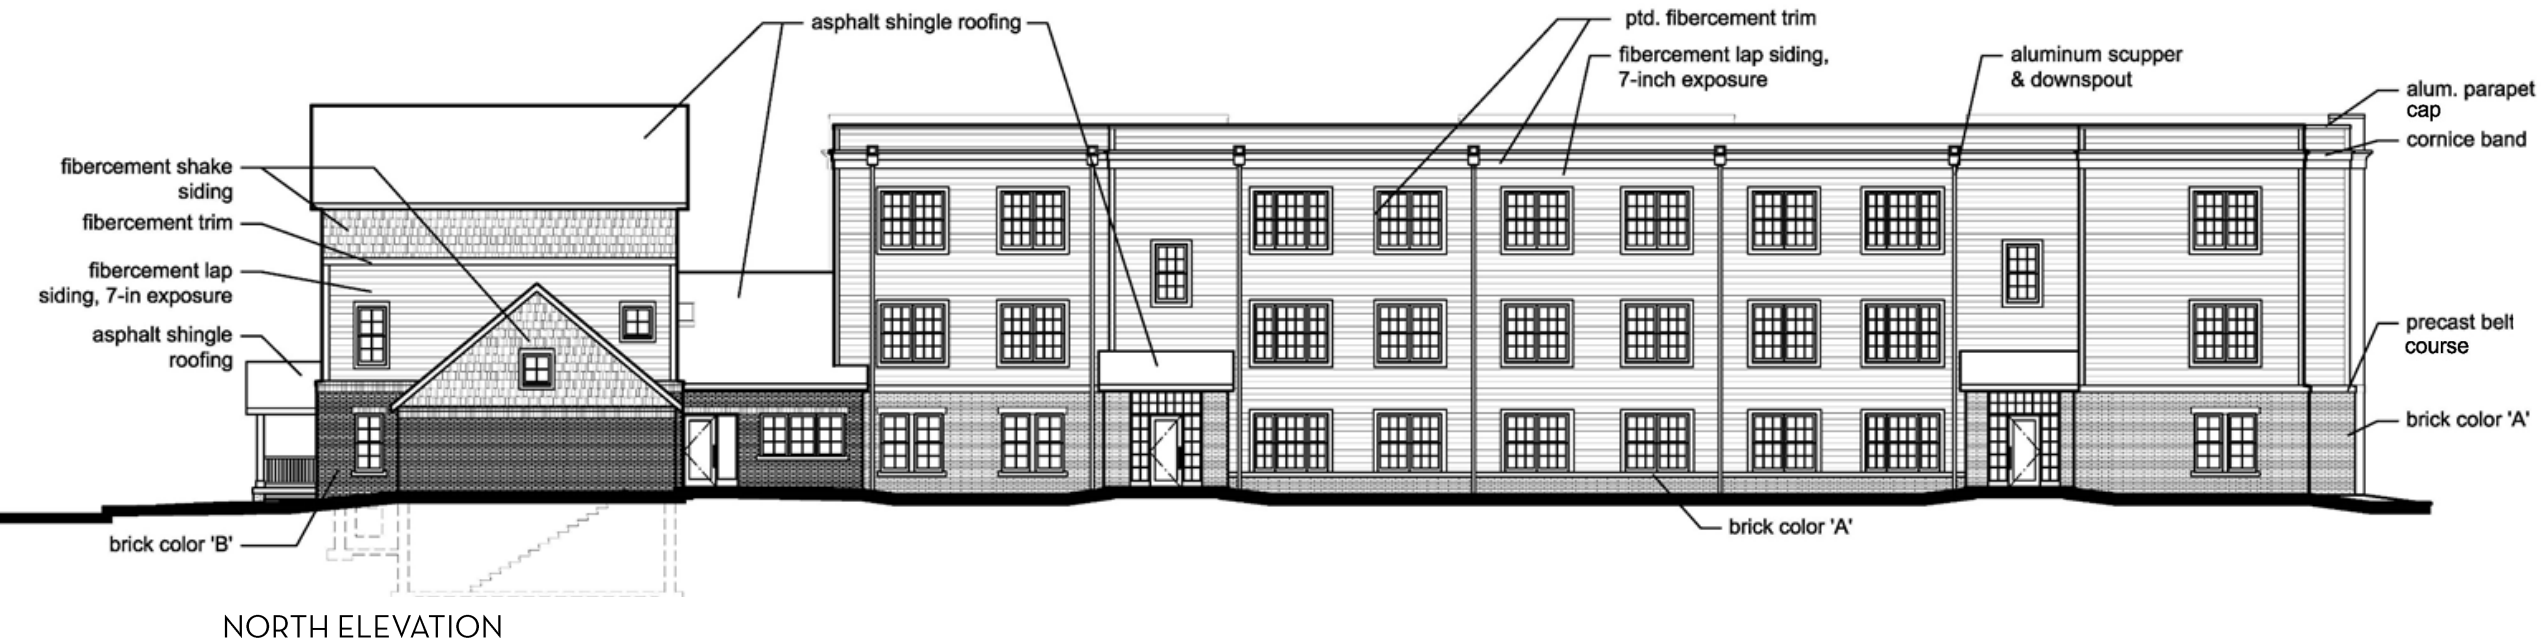 asphalt shingle roofing
ptd. fibercement trim
fibercement lap siding,
7-inch exposure
aluminum scupper
& downspout
alum. parapet
cap
cornice band
fibercement shake
siding
fibercement trim
fibercement lap
siding, 7-in exposure
asphalt shingle
roofing
precast belt
course
brick color 'A'
brick color 'A'
brick color 'B'
NORTH ELEVATION